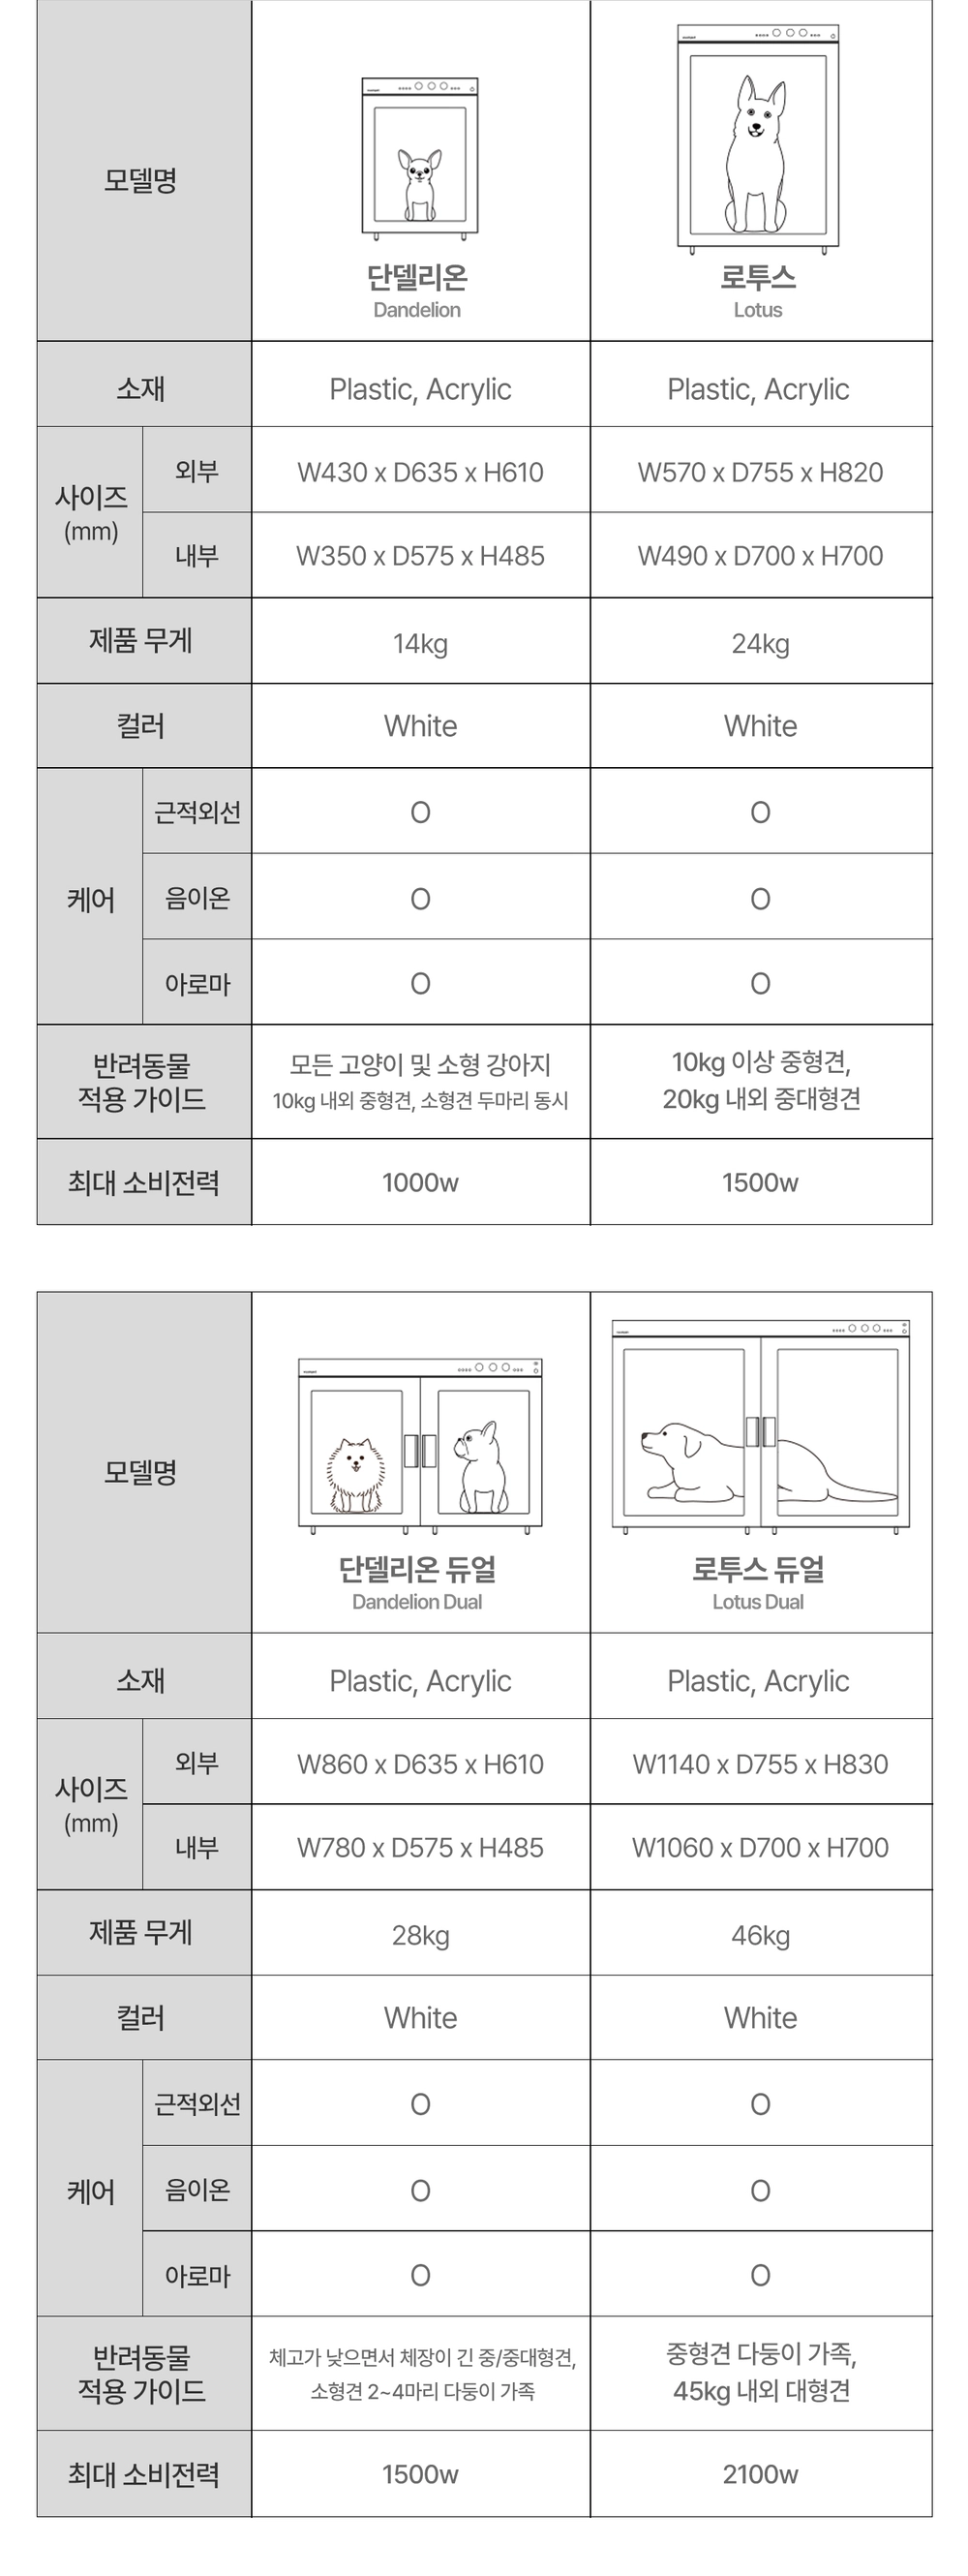 모델명
단델리온
Dandelion
로투스
Lotus
소재
Plastic, Acrylic
Plastic, Acrylic
사이즈
(mm)
외부
W430 x D635 x H610
W570 x D755 x H820
내부
W350 x D575 x H485
W490 x D700 x H700
제품 무게
14kg
24kg
컬러
White
White
케어
근적외선
O
O
음이온
O
O
아로마
O
O
반려동물
적용 가이드
모든 고양이 및 소형 강아지
10kg 내외 중형견, 소형견 두마리 동시
10kg 이상 중형견,
20kg 내외 중대형견
최대 소비전력
1000w
1500w
모델명
단델리온 듀얼
Dandelion Dual
로투스 듀얼
Lotus Dual
소재
Plastic, Acrylic
Plastic, Acrylic
사이즈
(mm)
외부
W860 x D635 x H610
W1140 x D755 x H830
내부
W780 x D575 x H485
W1060 x D700 x H700
제품 무게
28kg
46kg
컬러
White
White
케어
근적외선
O
O
음이온
O
O
아로마
O
O
반려동물
적용 가이드
체고가 낮으면서 체장이 긴 중/중대형견,
소형견 2~4마리 다둥이 가족
중형견 다둥이 가족,
45kg 내외 대형견
최대 소비전력
1500w
2100w